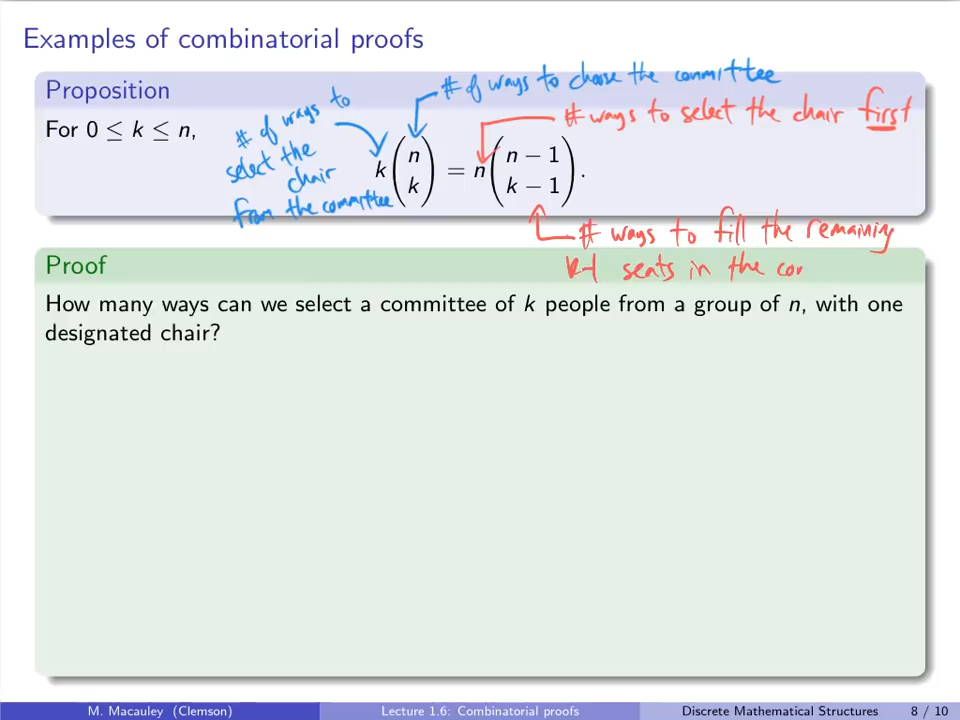 Examples of combinatorial proofs
Proposition
# of ways to choose the committee
# ways to select the chair first
For 0 ≤ k ≤ n,
# of ways to
select the
chair
from the committee
k(n k) = n(n − 1 k − 1).
# ways to fill the remaining
k-1 seats in the co
Proof
How many ways can we select a committee of k people from a group of n, with one
designated chair?
M. Macauley (Clemson)
Lecture 1.6: Combinatorial proofs
Discrete Mathematical Structures
8 / 10